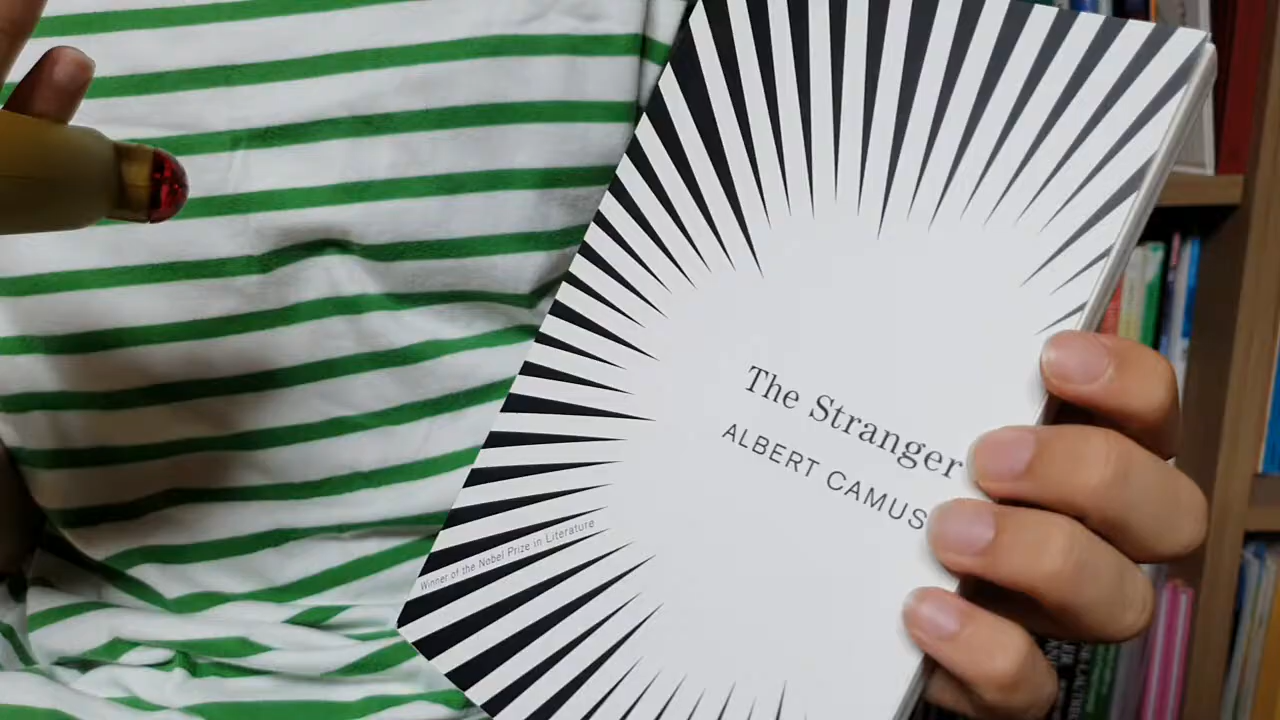 The Stranger
ALBERT CAMUS
Winner of the Nobel Prize in Literature